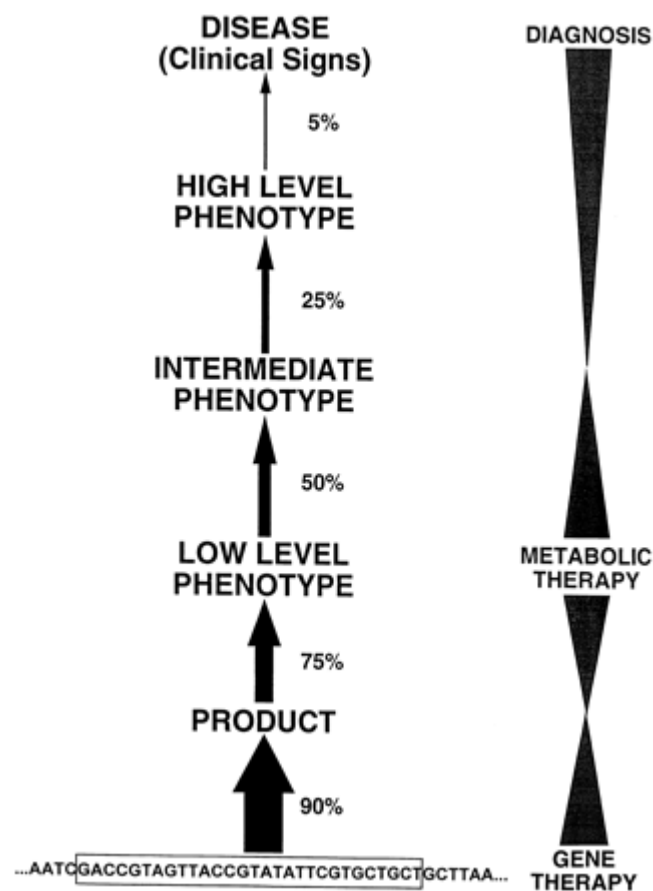 DISEASE
(Clinical Signs)
DIAGNOSIS
5%
HIGH LEVEL
PHENOTYPE
25%
INTERMEDIATE
PHENOTYPE
50%
LOW LEVEL
PHENOTYPE
METABOLIC
THERAPY
75%
PRODUCT
90%
...AATCGACCGTAGTTACCGTATATTCGTGCTGCTGCTTAA...
GENE
THERAPY